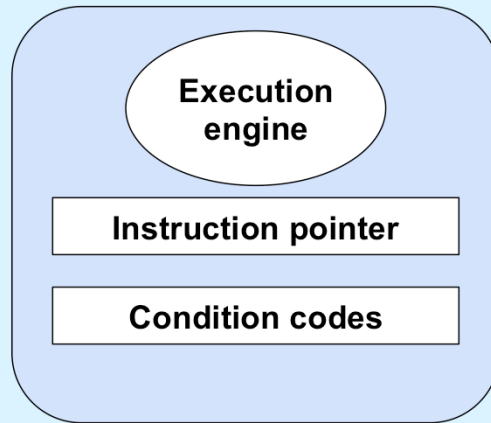 Execution
engine
Instruction pointer
Condition codes